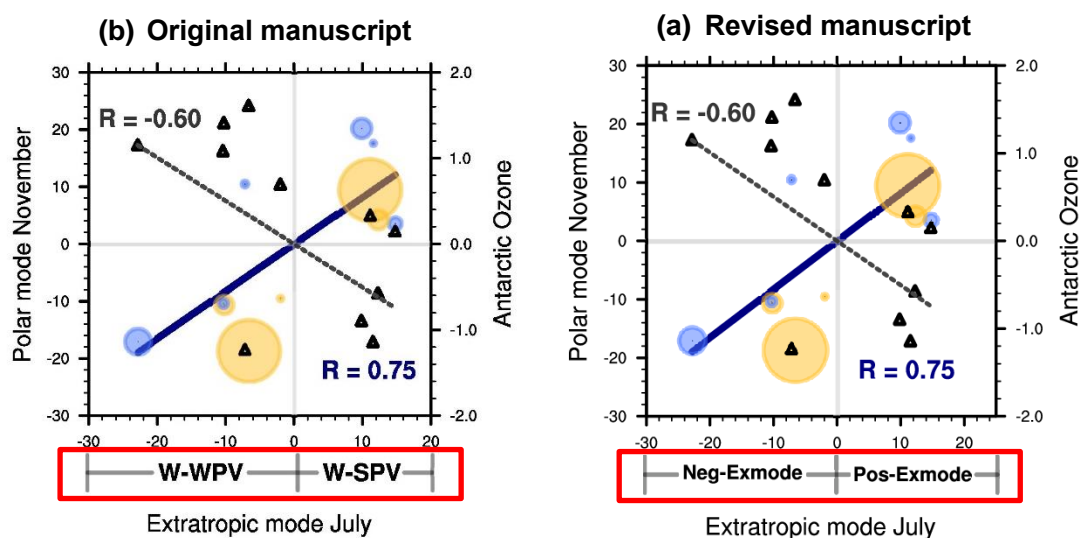 (b) Original manuscript
30
20
10
0
-10
-20
-30
Polar mode November
2.0
1.0
0.0
-1.0
-2.0
Antarctic Ozone
R = -0.60
R = 0.75
-30
-20
-10
0
10
20
W-WPV
W-SPV
Extratropic mode July
(a) Revised manuscript
30
20
10
0
-10
-20
-30
Polar mode November
2.0
1.0
0.0
-1.0
-2.0
Antarctic Ozone
R = -0.60
R = 0.75
-30
-20
-10
0
10
20
Neg-Exmode
Pos-Exmode
Extratropic mode July